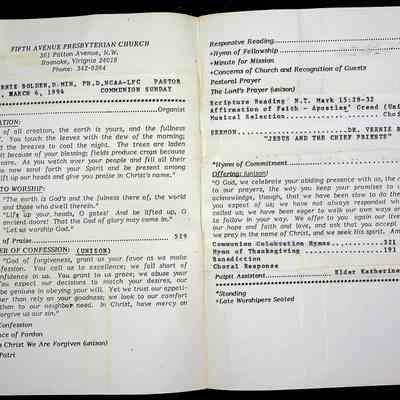 FIFTH AVENUE PRESBYTERIAN CHURCH
301 Patton Avenue, N.W.
Roanoke, Virginia 24016
Phone: 342-0264
BOLDEN, D.MIN, PH.D, NCAA-LFC PASTOR
MARCH 6, 1994 COMMUNION SUNDAY
Organist
of all creation, the earth is yours, and the fullness
You touch the leaves with the dew of the morning;
the breezes to cool the night. The trees are laden
because of your blessing; fields produce crops because
care. As you watch over your people and fill all their
now send forth your Spirit and be present among
lift up our hearts and give you praise in Christ's name."
TO WORSHIP:
"The earth is God's and the fulness there of, the world
and those who dwell therein."
"Lift up your heads, O gates! And be lifted up, O
ancient doors! That the God of glory may come in."
"Let us worship God."
of Praise 519
ER OF CONFESSION: (UNISON)
"God of forgiveness, grant us your favor as we make
confession. You call us to excellence; we fall short of
confidence in us. You grant to us grace; we abuse your
You expect our decisions to match your desires, our
be genuine in obeying your will. Yet we trust our
rather than rely on your goodness; we look to our comfort
than to our neighbor need. In Christ, have mercy as
forgive us our sin."
Confession
of Pardon
Christ We Are Forgiven (unison)
Patri
Responsive Reading
+Hymn of Fellowship
+Minute for Mission
+Concerns of Church and Recognition of Guests
Pastoral Prayer
The Lord's Prayer (unison)
Scripture Reading N.T. Mark 15:29-32
Affirmation of Faith - Apostles' Creed
Musical Selection
SERMON DR. VERNIE
"JESUS AND THE CHIEF PRIESTS"
*Hymn of Commitment
Offering: (unison)
"O God, we celebrate your abiding presence with us, the
to our prayers, the way you keep your promises to
acknowledge, though, that we have been slow to do the
you expect of us; we have not responded when
called us; we have been eager to walk our own ways
to follow in your way. We offer to you again our
our hope and faith and love, and ask that you accept
we pray in the name of Christ, and we seek his spirit.
Communion Celebration Hymns 321
Hymn of Thanksgiving 191
Benediction
Choral Response
Pulpit Assistant Elder Katherine
*Standing
+Late Worshipers Seated